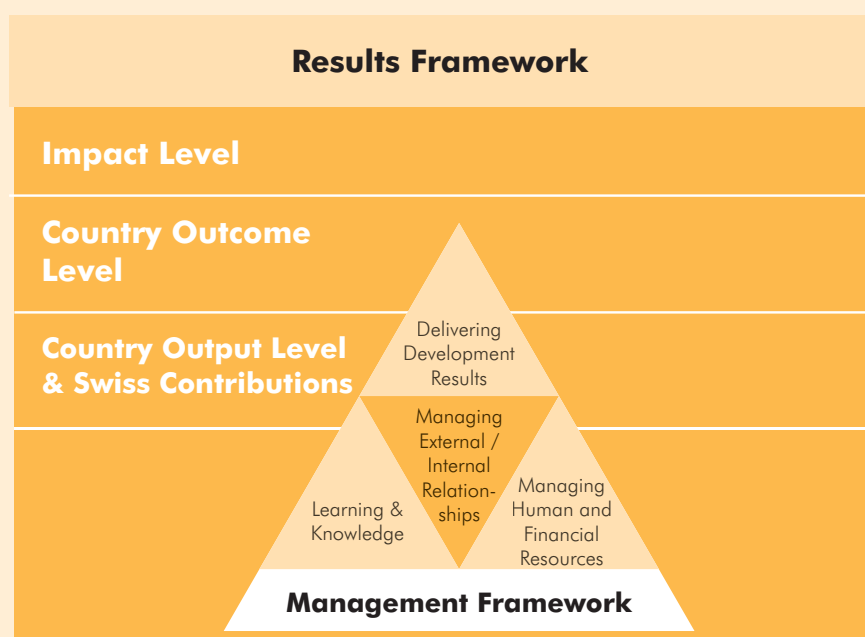 Results Framework
Impact Level
Country Outcome
Level
Country Output Level
& Swiss Contributions
Delivering
Development
Results
Managing
External /
Internal
Relation-
ships
Learning &
Knowledge
Managing
Human and
Financial
Resources
Management Framework